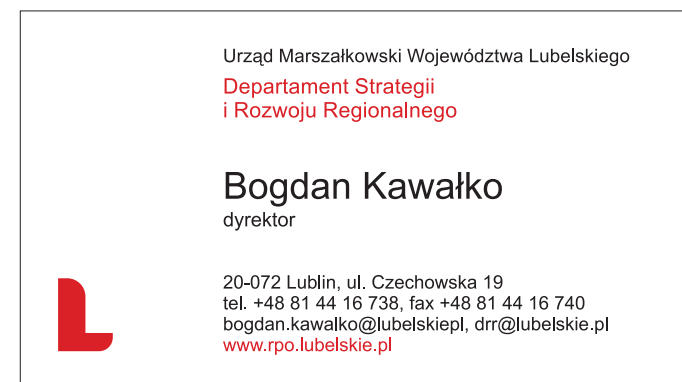 Urząd Marszałkowski Województwa Lubelskiego
Departament Strategii
i Rozwoju Regionalnego
Bogdan Kawałko
dyrektor
20-072 Lublin, ul. Czechowska 19
tel. +48 81 44 16 738, fax +48 81 44 16 740
bogdan.kawalko@lubelskiepl, drr@lubelskie.pl
www.rpo.lubelskie.pl